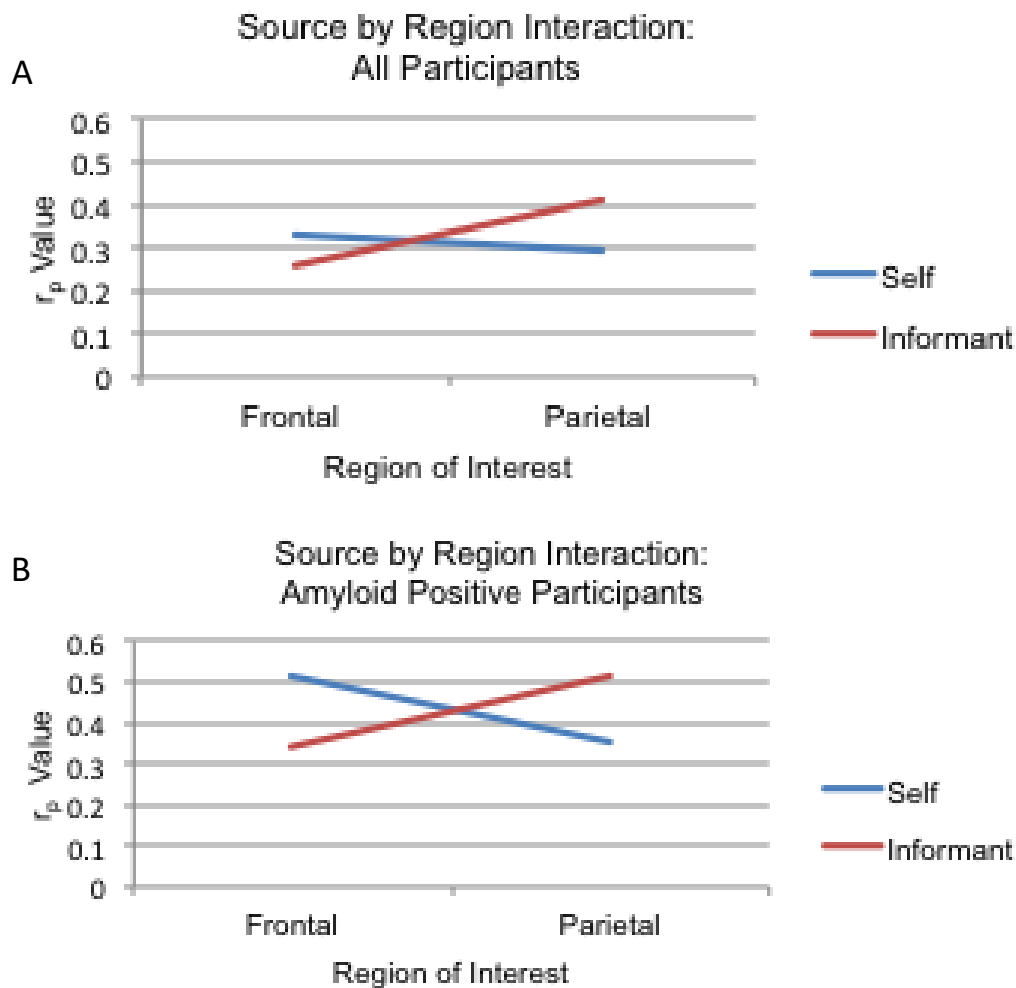 A
Source by Region Interaction:
All Participants
0.6
0.5
0.4
0.3
0.2
0.1
0
rp Value
Frontal
Parietal
Region of Interest
Self
Informant
B
Source by Region Interaction:
Amyloid Positive Participants
0.6
0.5
0.4
0.3
0.2
0.1
0
rp Value
Frontal
Parietal
Region of Interest
Self
Informant